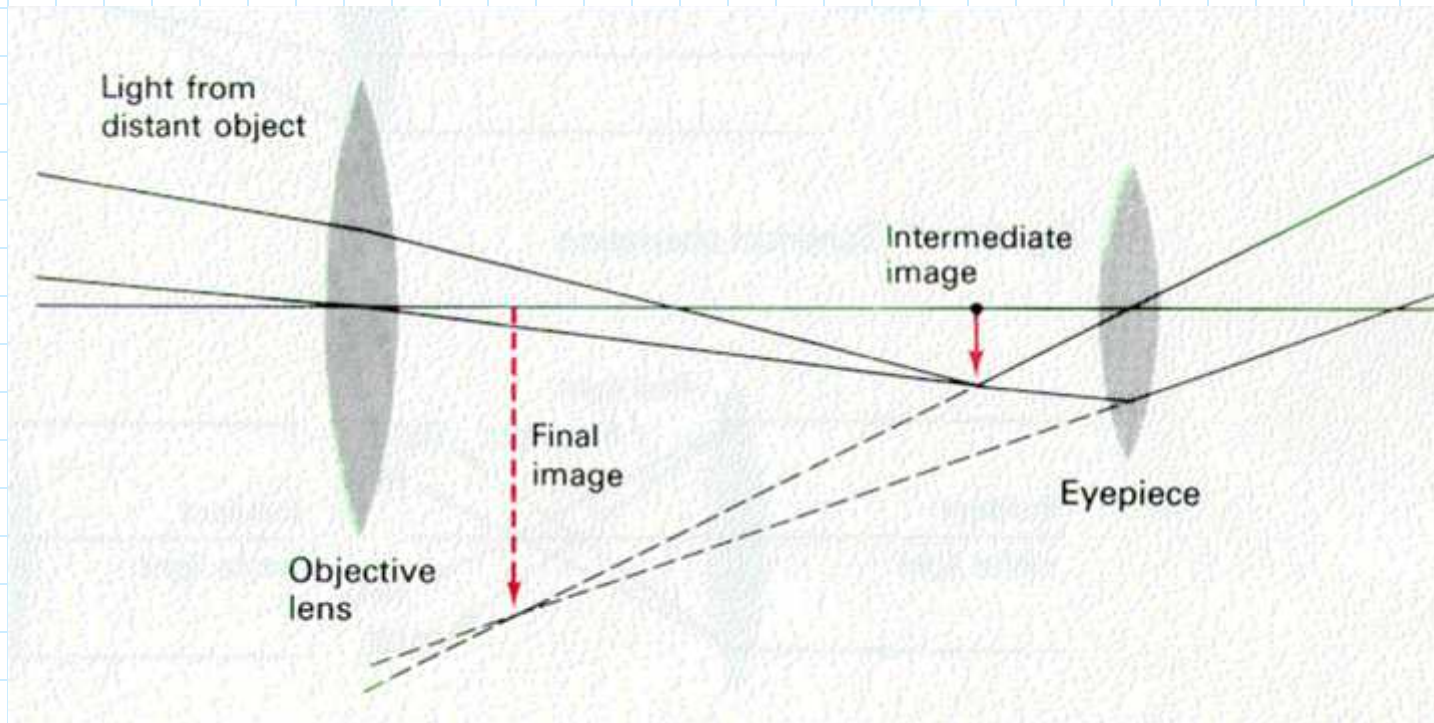 Light from
distant object
Intermediate
image
Final
image
Eyepiece
Objective
lens